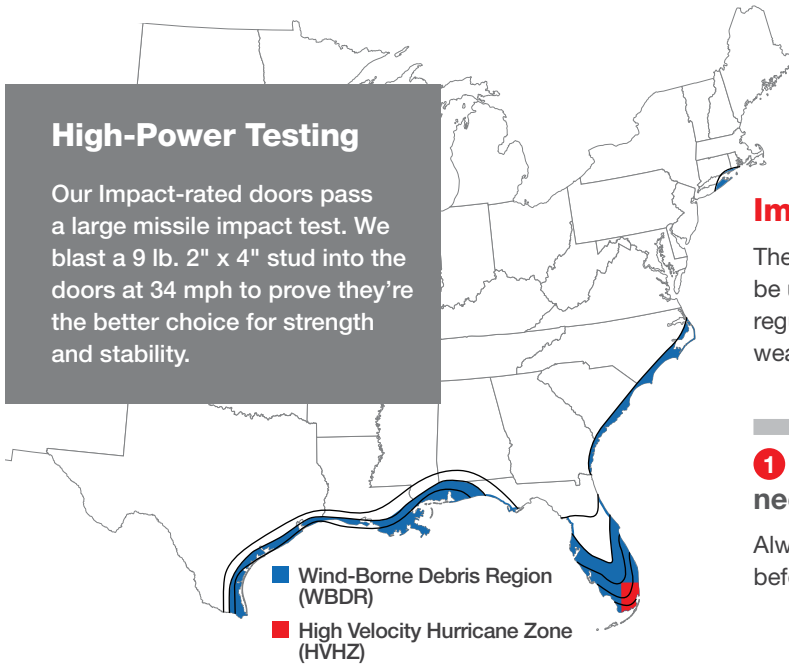 High-Power Testing
Our Impact-rated doors pass
a large missile impact test. We
blast a 9 lb. 2" x 4" stud into the
doors at 34 mph to prove they’re
the better choice for strength
and stability.
Wind-Borne Debris Region
(WBDR)
High Velocity Hurricane Zone
(HVHZ)
The
1